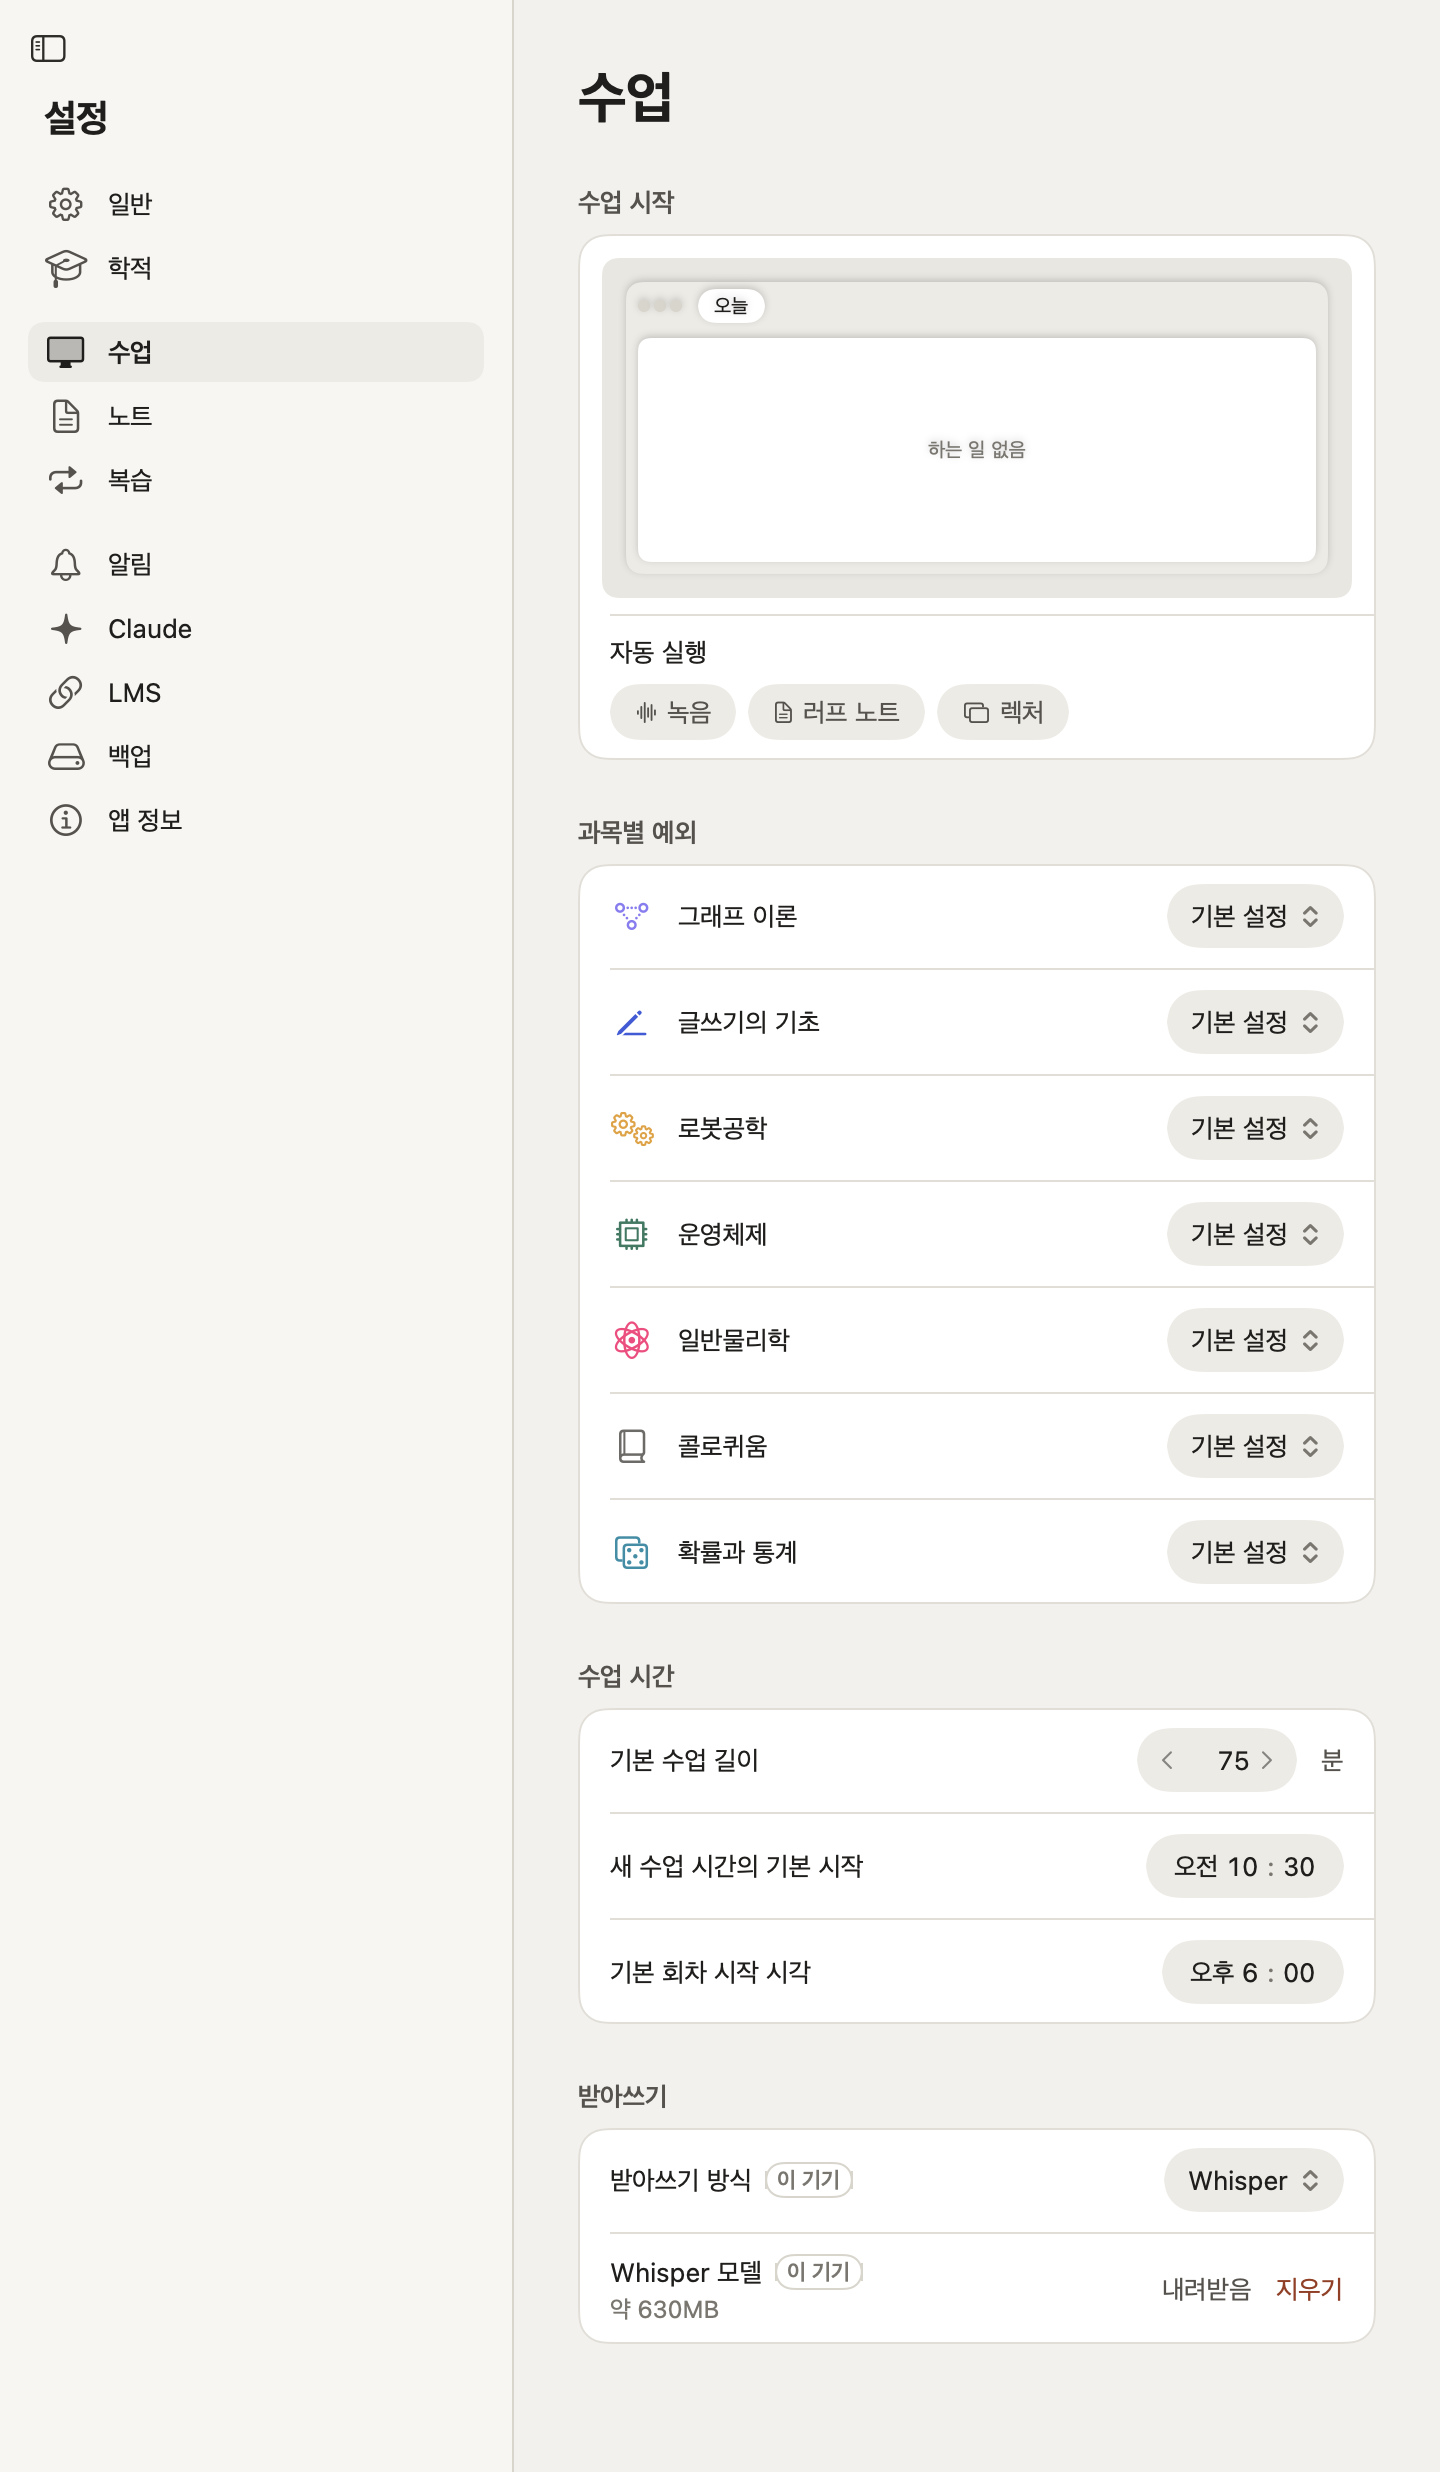 설정
일반
학적
수업
노트
복습
알림
Claude
LMS
백업
앱 정보
수업
수업 시작
오늘
하는 일 없음
자동 실행
녹음
러프 노트
렉처
과목별 예외
그래프 이론 기본 설정
글쓰기의 기초 기본 설정
로봇공학 기본 설정
운영체제 기본 설정
일반물리학 기본 설정
콜로퀴움 기본 설정
확률과 통계 기본 설정
수업 시간
기본 수업 길이 75 분
새 수업 시간의 기본 시작 오전 10 : 30
기본 회차 시작 시각 오후 6 : 00
받아쓰기
받아쓰기 방식 이 기기 Whisper
Whisper 모델 이 기기
약 630MB
내려받음 지우기